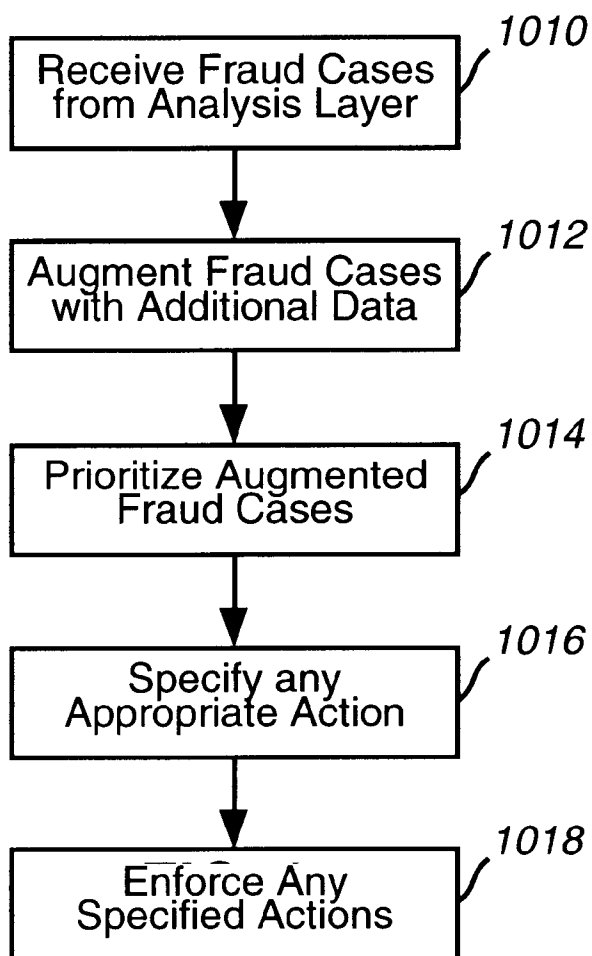 1010
Receive Fraud Cases
from Analysis Layer
1012
Augment Fraud Cases
with Additional Data
1014
Prioritize Augmented
Fraud Cases
1016
Specify any
Appropriate Action
1018
Enforce Any
Specified Actions